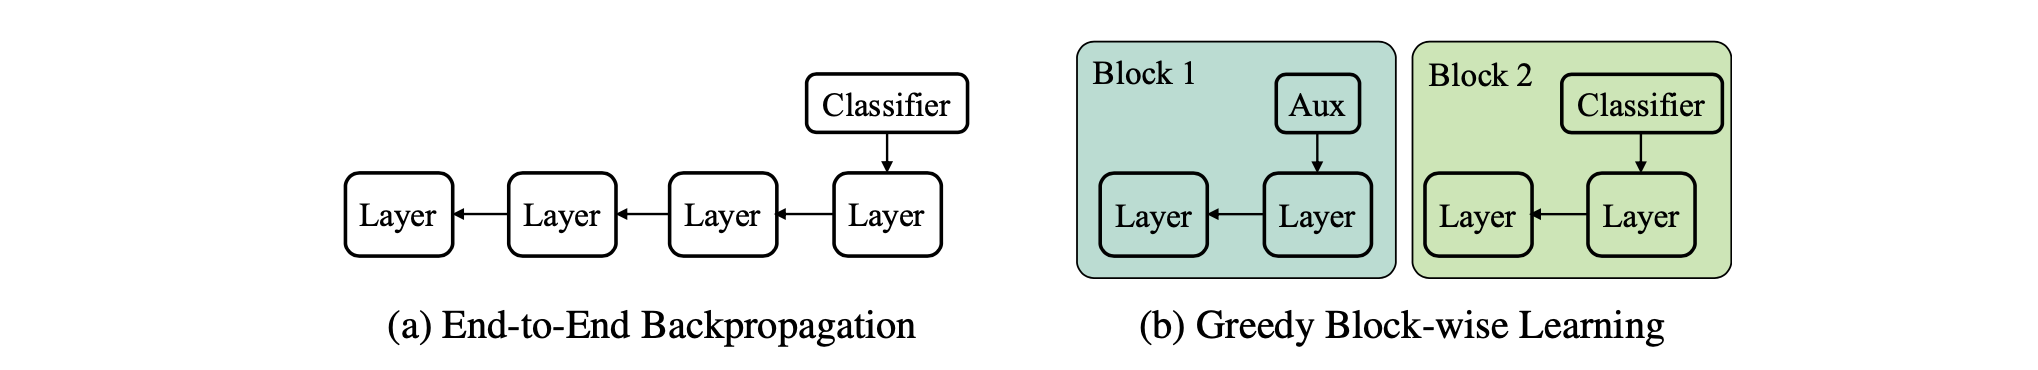 Classifier
Layer Layer Layer Layer
(a) End-to-End Backpropagation
Block 1
Aux
Layer Layer
Block 2
Classifier
Layer Layer
(b) Greedy Block-wise Learning